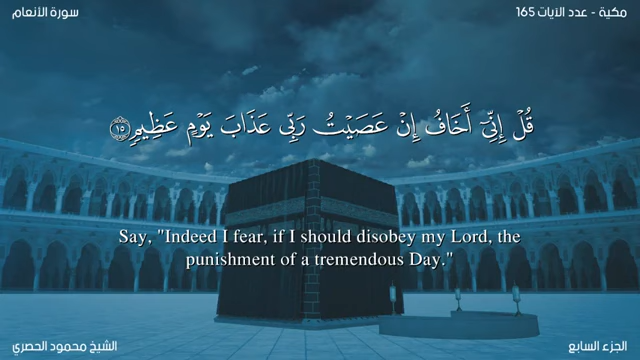 سورة الأنعام
مكية - عدد الآيات 165
قُلْ إِنِّىٓ أَخَافُ إِنْ عَصَيْتُ رَبِّى عَذَابَ يَوْمٍ عَظِيمٍ ١٥
Say, "Indeed I fear, if I should disobey my Lord, the
punishment of a tremendous Day."
الشيخ محمود الحصري
الجزء السابع